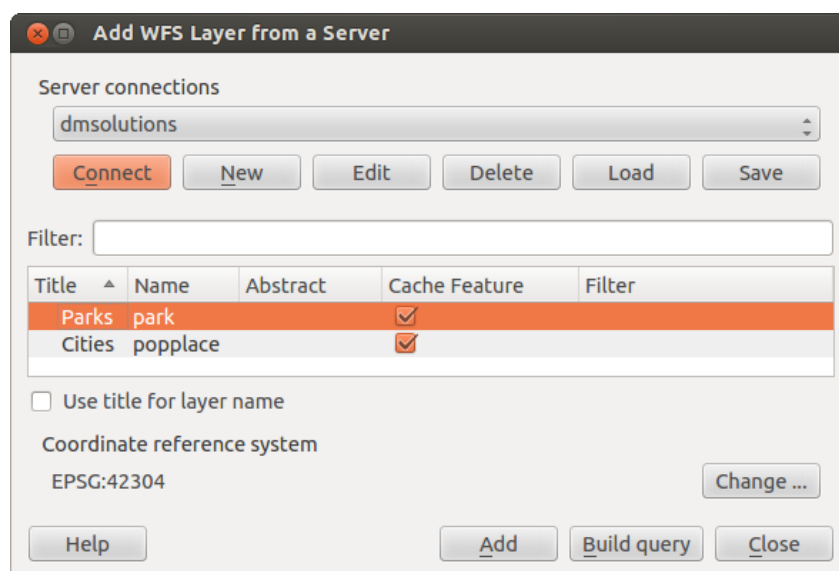 Add WFS Layer from a Server
Server connections
dmsolutions
Connect New Edit Delete Load Save
Filter:
Title Name Abstract Cache Feature Filter
Parks park
Cities popplace
Use title for layer name
Coordinate reference system
EPSG:42304 Change ...
Help Add Build query Close